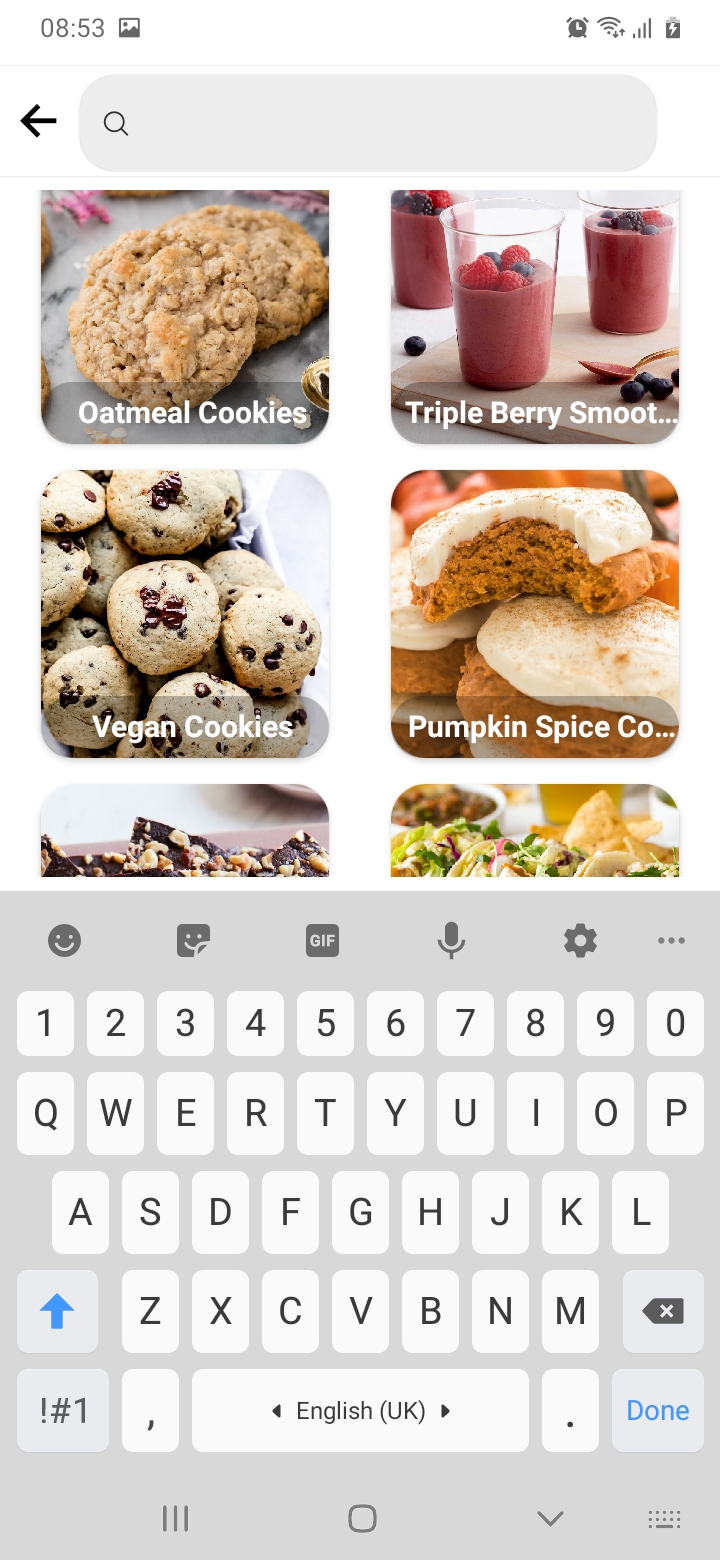 08:53
Oatmeal Cookies
Triple Berry Smoot...
Vegan Cookies
Pumpkin Spice Co...
GIF
1 2 3 4 5 6 7 8 9 0
Q W E R T Y U I O P
A S D F G H J K L
Z X C V B N M
!#1 , English (UK) . Done